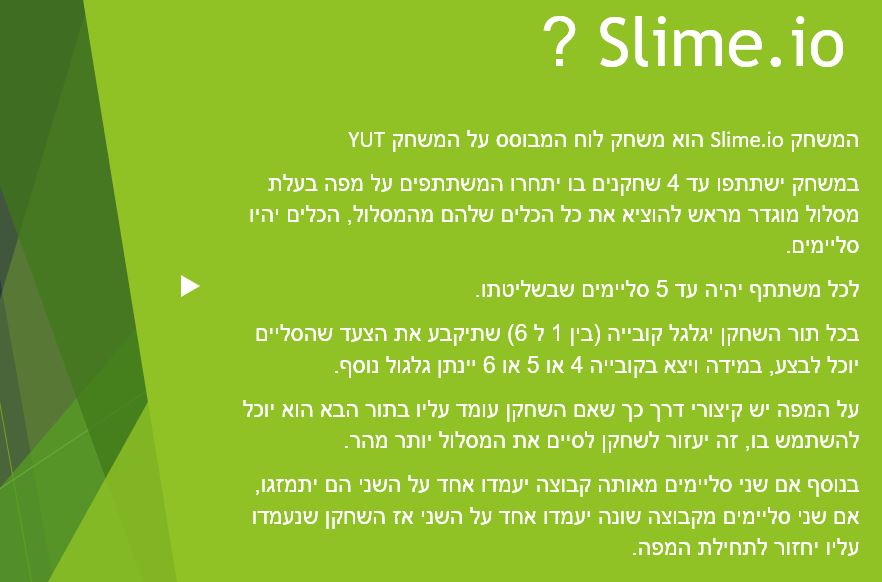 ? Slime.io
המשחק Slime.io הוא משחק לוח המבוסס על המשחק YUT
במשחק ישתתפו עד 4 שחקנים בו יתחרו המשתתפים על מפה בעלת
מסלול מוגדר מראש להוציא את כל הכלים שלהם מהמסלול, הכלים יהיו
סליימים.
לכל משתתף יהיה עד 5 סליימים שבשליטתו.
בכל תור השחקן יגלגל קובייה (בין 1 ל 6) שתיקבע את הצעד שהסליים
יוכל לבצע, במידה ויצא בקובייה 4 או 5 או 6 יינתן גלגול נוסף.
על המפה יש קיצורי דרך כך שאם השחקן עומד עליו בתור הבא הוא יוכל
להשתמש בו, זה יעזור לשחקן לסיים את המסלול יותר מהר.
בנוסף אם שני סליימים מאותה קבוצה יעמדו אחד על השני הם יתמזגו,
אם שני סליימים מקבוצה שונה יעמדו אחד על השני אז השחקן שנעמדו
עליו יחזור לתחילת המפה.